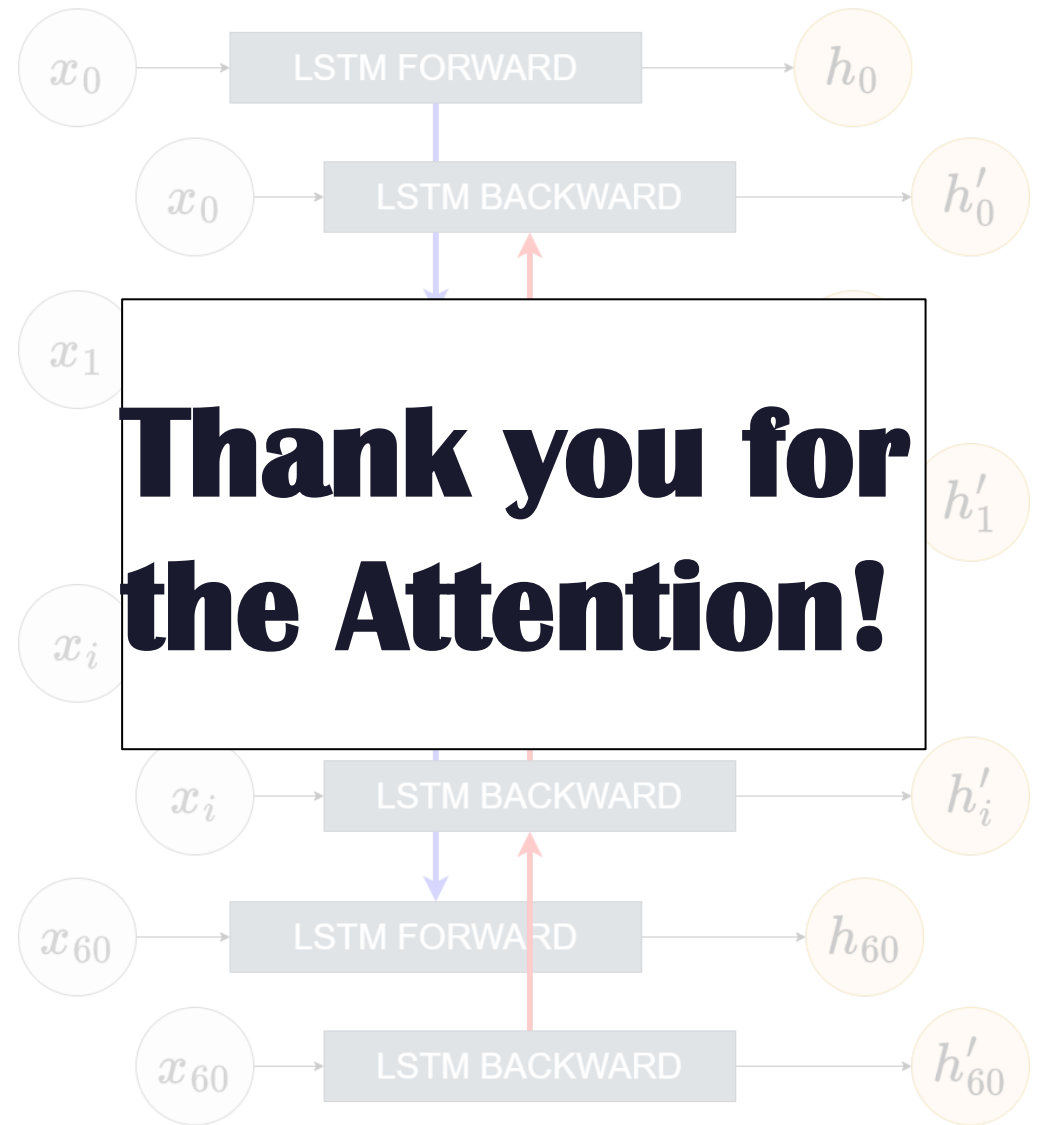 x₀ LSTM FORWARD h₀
x₀ LSTM BACKWARD h′₀
x₁
Thank you for
h′₁
the Attention!
xᵢ
xᵢ LSTM BACKWARD h′ᵢ
x₆₀ LSTM FORWARD h₆₀
x₆₀ LSTM BACKWARD h′₆₀